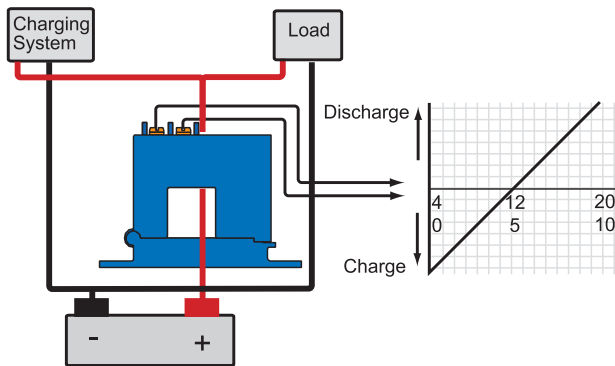 Charging
System
Load
Discharge
4 12 20
0 5 10
Charge
- +